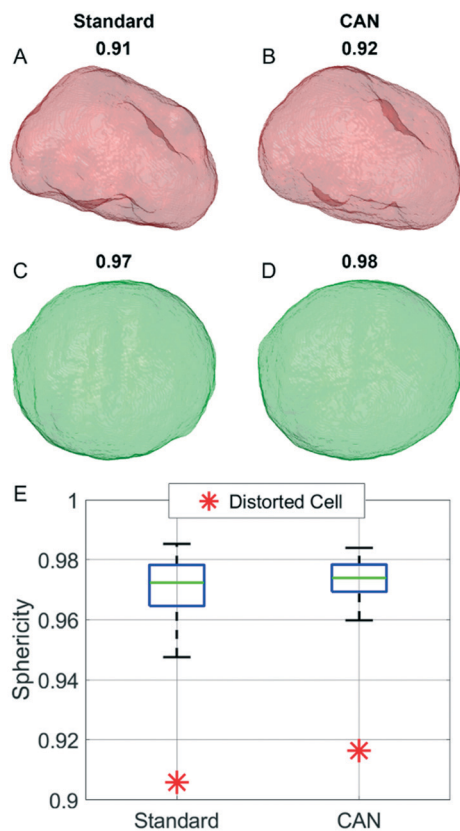 Standard CAN
0.91 0.92
A B
0.97 0.98
C D
E
1
Distorted Cell
0.98
0.96
Sphericity
0.94
0.92
0.9
Standard CAN